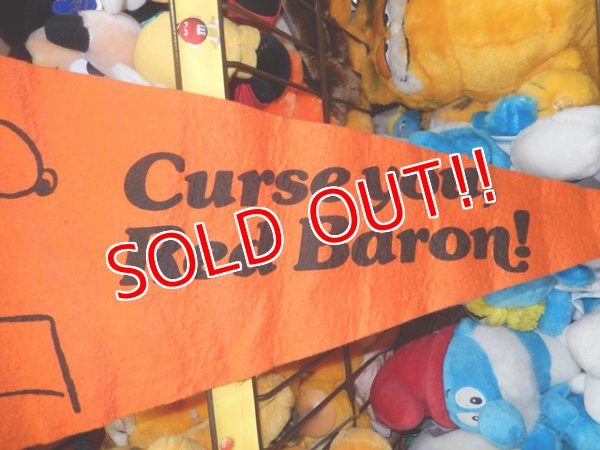 Curse you,
Red Baron!
SOLD OUT!!
m